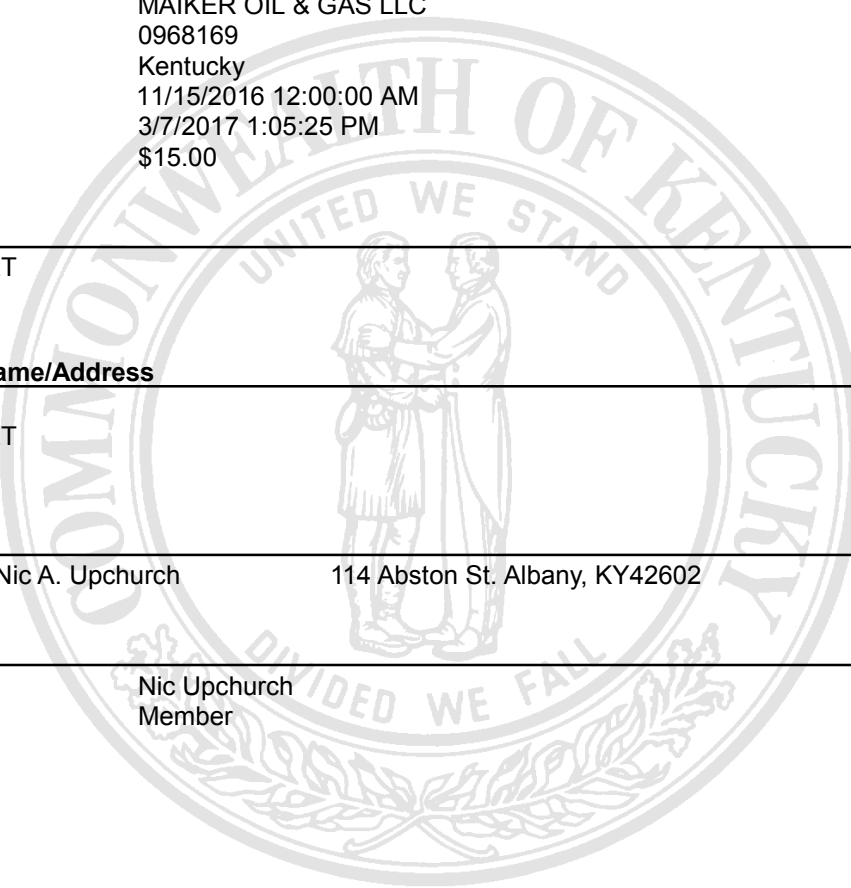 MAIKER OIL & GAS LLC
0968169
Kentucky
11/15/2016 12:00:00 AM
3/7/2017 1:05:25 PM
$15.00
COMMONWEALTH OF KENTUCKY
UNITED WE STAND
T
ame/Address
T
Nic A. Upchurch 114 Abston St. Albany, KY42602
DIVIDED WE FALL
Nic Upchurch
Member